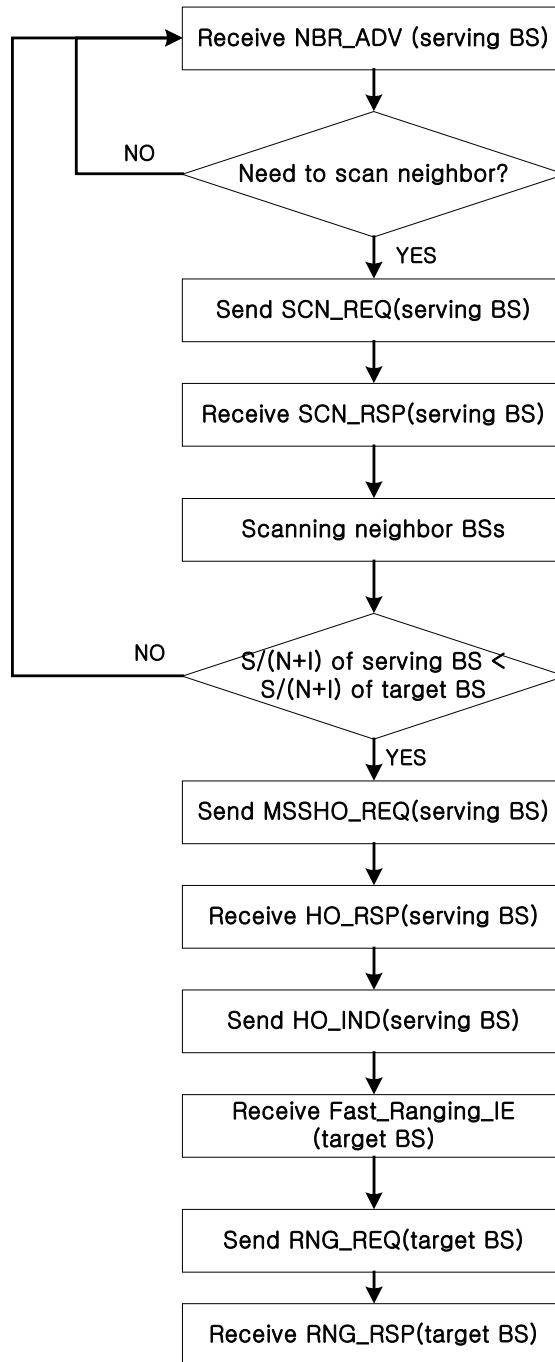 Receive NBR_ADV (serving BS)
NO
Need to scan neighbor?
YES
Send SCN_REQ(serving BS)
Receive SCN_RSP(serving BS)
Scanning neighbor BSs
NO
S/(N+I) of serving BS <
S/(N+I) of target BS
YES
Send MSSHO_REQ(serving BS)
Receive HO_RSP(serving BS)
Send HO_IND(serving BS)
Receive Fast_Ranging_IE
(target BS)
Send RNG_REQ(target BS)
Receive RNG_RSP(target BS)